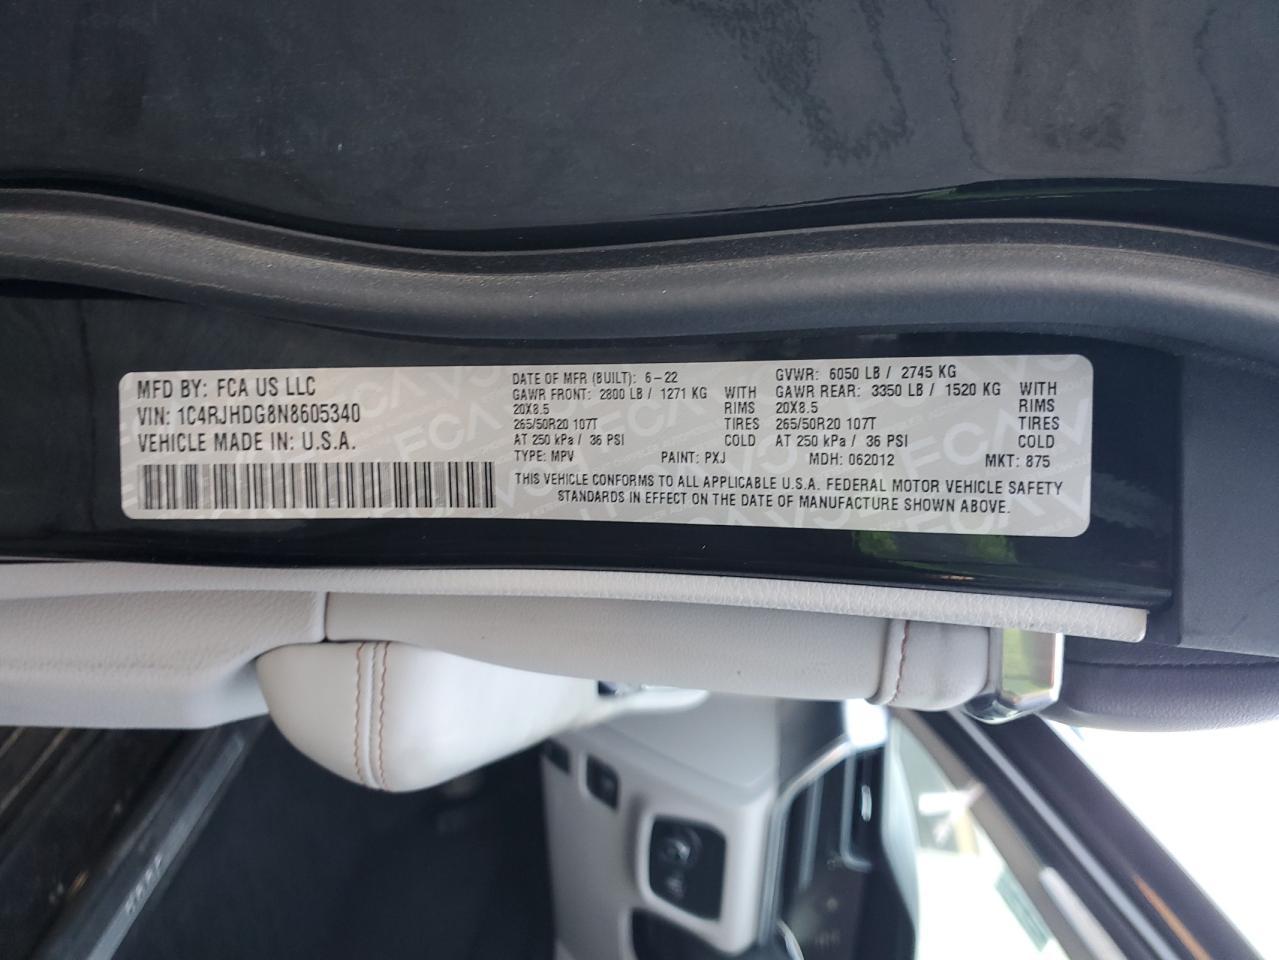 MFD BY: FCA US LLC
VIN: 1C4RJHDG8N8605340
VEHICLE MADE IN: U.S.A.
DATE OF MFR (BUILT): 6-22
GAWR FRONT: 2800 LB / 1271 KG WITH
20X8.5 RIMS
265/50R20 107T TIRES
AT 250 kPa / 36 PSI COLD
GVWR: 6050 LB / 2745 KG
GAWR REAR: 3350 LB / 1520 KG WITH
20X8.5 RIMS
265/50R20 107T TIRES
AT 250 kPa / 36 PSI COLD
TYPE: MPV PAINT: PXJ MDH: 062012 MKT: 875
THIS VEHICLE CONFORMS TO ALL APPLICABLE U.S.A. FEDERAL MOTOR VEHICLE SAFETY
STANDARDS IN EFFECT ON THE DATE OF MANUFACTURE SHOWN ABOVE.